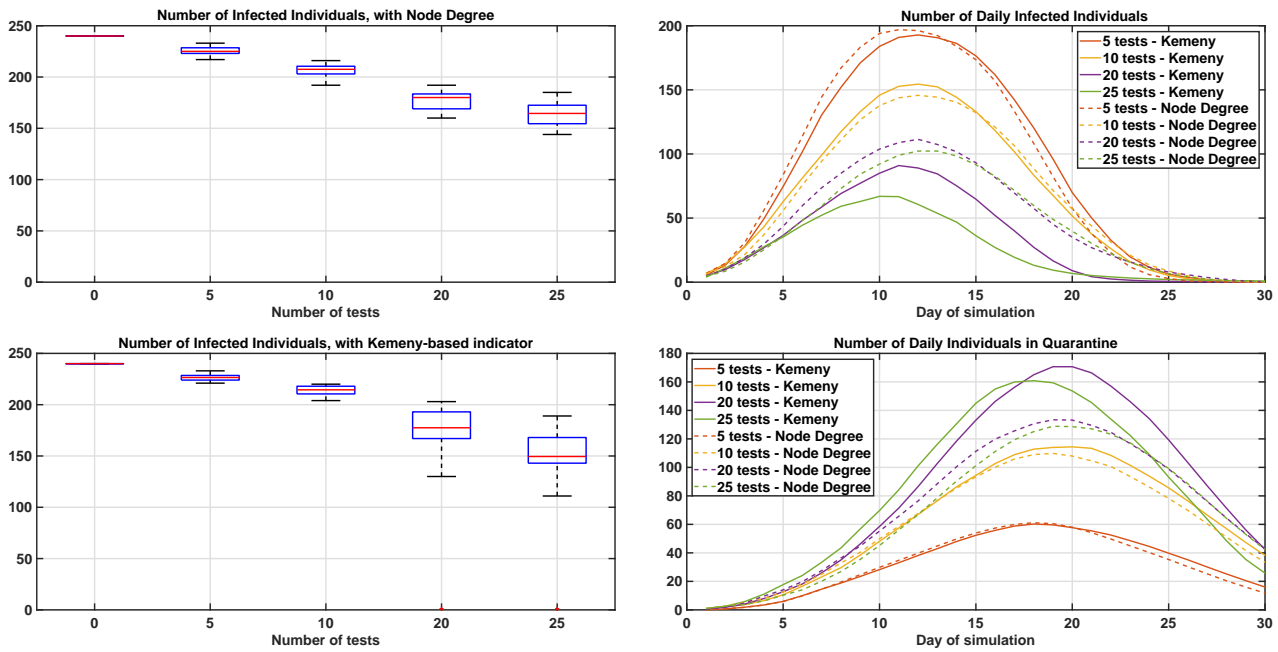 Number of Infected Individuals, with Node Degree
250
200
150
100
50
0
0 5 10 20 25
Number of tests
Number of Daily Infected Individuals
200
150
100
50
0
0 5 10 15 20 25 30
Day of simulation
5 tests - Kemeny
10 tests - Kemeny
20 tests - Kemeny
25 tests - Kemeny
5 tests - Node Degree
10 tests - Node Degree
20 tests - Node Degree
25 tests - Node Degree
Number of Infected Individuals, with Kemeny-based indicator
250
200
150
100
50
0
0 5 10 20 25
Number of tests
Number of Daily Individuals in Quarantine
180
160
140
120
100
80
60
40
20
0
0 5 10 15 20 25 30
Day of simulation
5 tests - Kemeny
10 tests - Kemeny
20 tests - Kemeny
25 tests - Kemeny
5 tests - Node Degree
10 tests - Node Degree
20 tests - Node Degree
25 tests - Node Degree